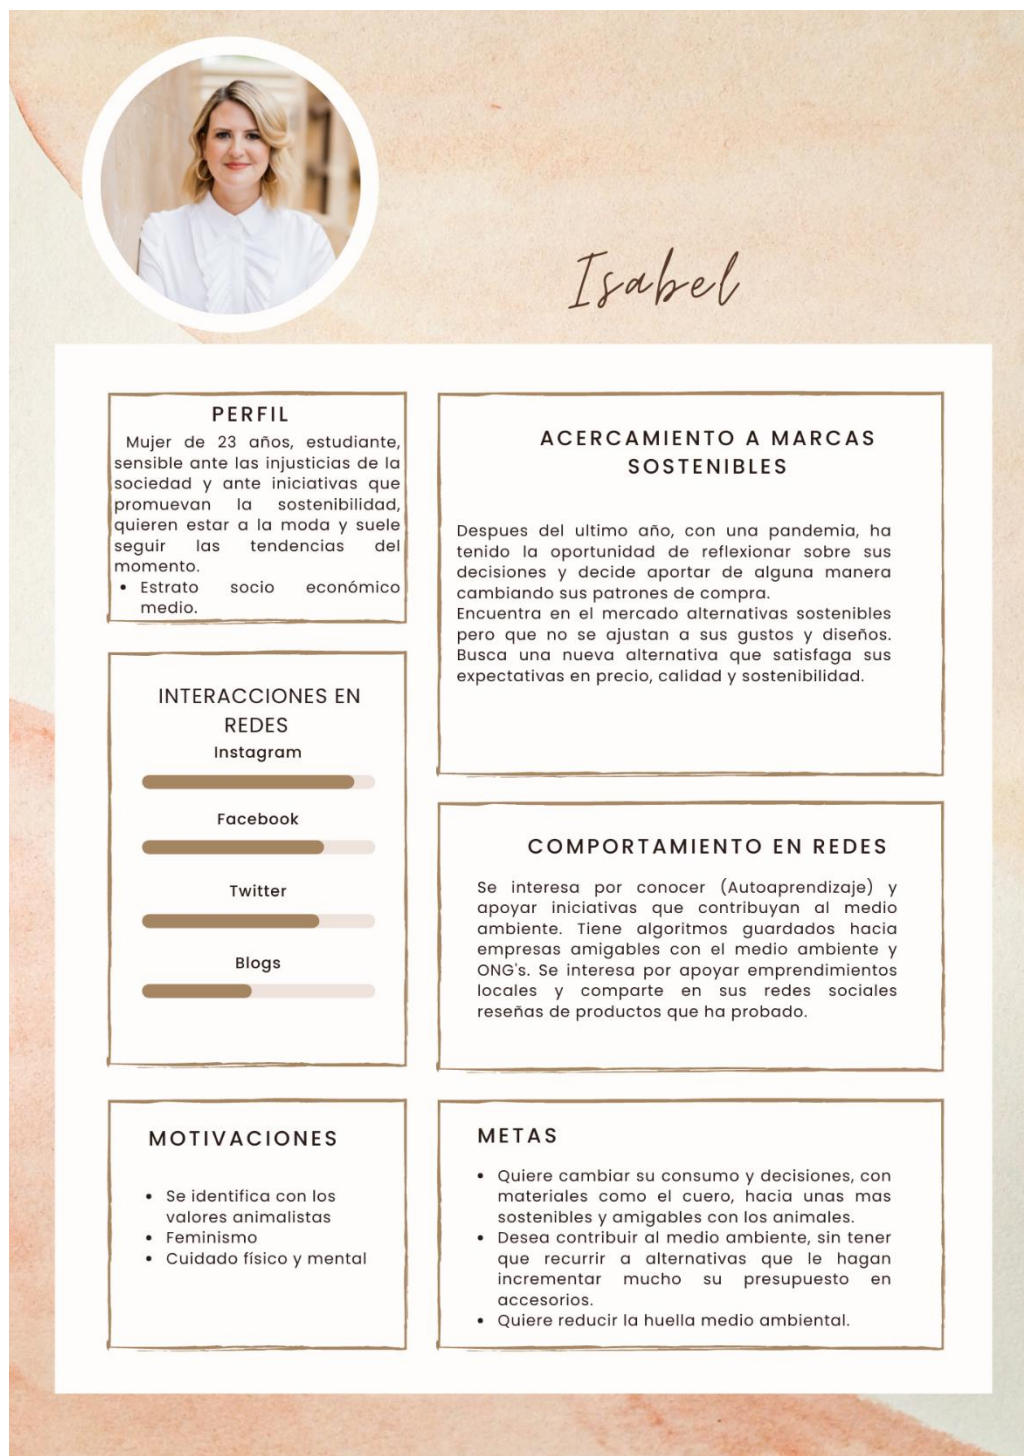 Isabel
PERFIL
Mujer de 23 años, estudiante,
sensible ante las injusticias de la
sociedad y ante iniciativas que
promuevan la sostenibilidad,
quieren estar a la moda y suele
seguir las tendencias del
momento.
• Estrato socio económico
medio.
ACERCAMIENTO A MARCAS
SOSTENIBLES
Despues del ultimo año, con una pandemia, ha
tenido la oportunidad de reflexionar sobre sus
decisiones y decide aportar de alguna manera
cambiando sus patrones de compra.
Encuentra en el mercado alternativas sostenibles
pero que no se ajustan a sus gustos y diseños.
Busca una nueva alternativa que satisfaga sus
expectativas en precio, calidad y sostenibilidad.
INTERACCIONES EN
REDES
Instagram
Facebook
Twitter
Blogs
COMPORTAMIENTO EN REDES
Se interesa por conocer (Autoaprendizaje) y
apoyar iniciativas que contribuyan al medio
ambiente. Tiene algoritmos guardados hacia
empresas amigables con el medio ambiente y
ONG's. Se interesa por apoyar emprendimientos
locales y comparte en sus redes sociales
reseñas de productos que ha probado.
MOTIVACIONES
• Se identifica con los
valores animalistas
• Feminismo
• Cuidado físico y mental
METAS
• Quiere cambiar su consumo y decisiones, con
materiales como el cuero, hacia unas mas
sostenibles y amigables con los animales.
• Desea contribuir al medio ambiente, sin tener
que recurrir a alternativas que le hagan
incrementar mucho su presupuesto en
accesorios.
• Quiere reducir la huella medio ambiental.